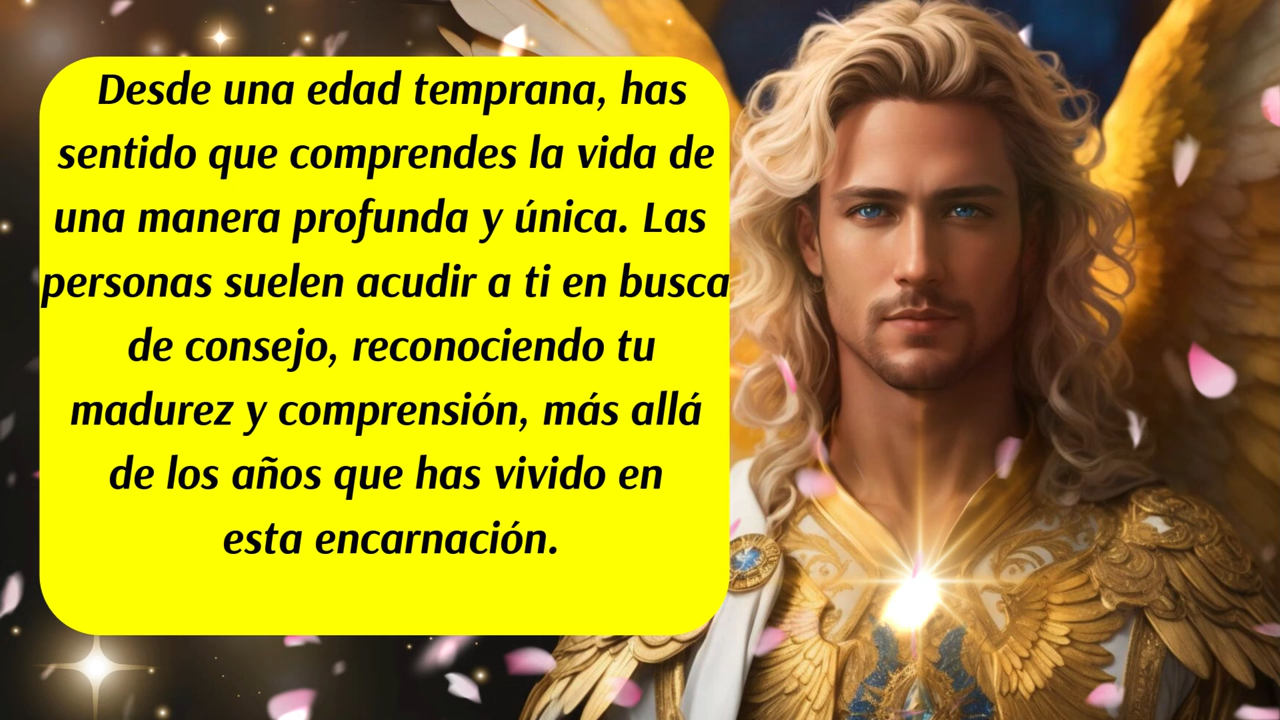 Desde una edad temprana, has
sentido que comprendes la vida de
una manera profunda y única. Las
personas suelen acudir a ti en busca
de consejo, reconociendo tu
madurez y comprensión, más allá
de los años que has vivido en
esta encarnación.